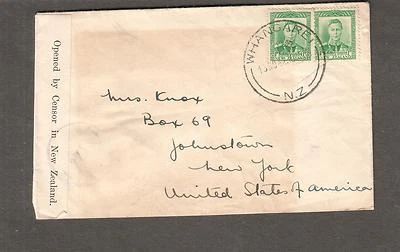 Opened by Censor in New Zealand.
WHANGAREI
N.Z
Mrs. Knox
Box 69
Johnstown
New York
United States of America